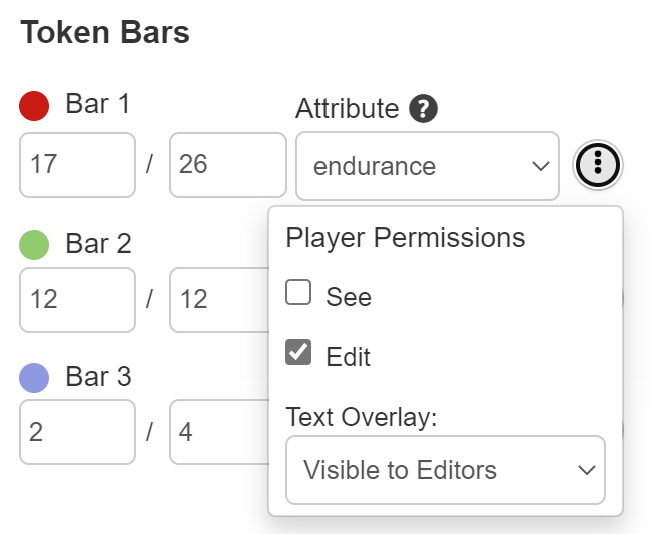 Token Bars
Bar 1
Attribute ?
17 / 26
endurance
Player Permissions
Bar 2
See
12 / 12
Edit
Bar 3
Text Overlay:
2 / 4
Visible to Editors